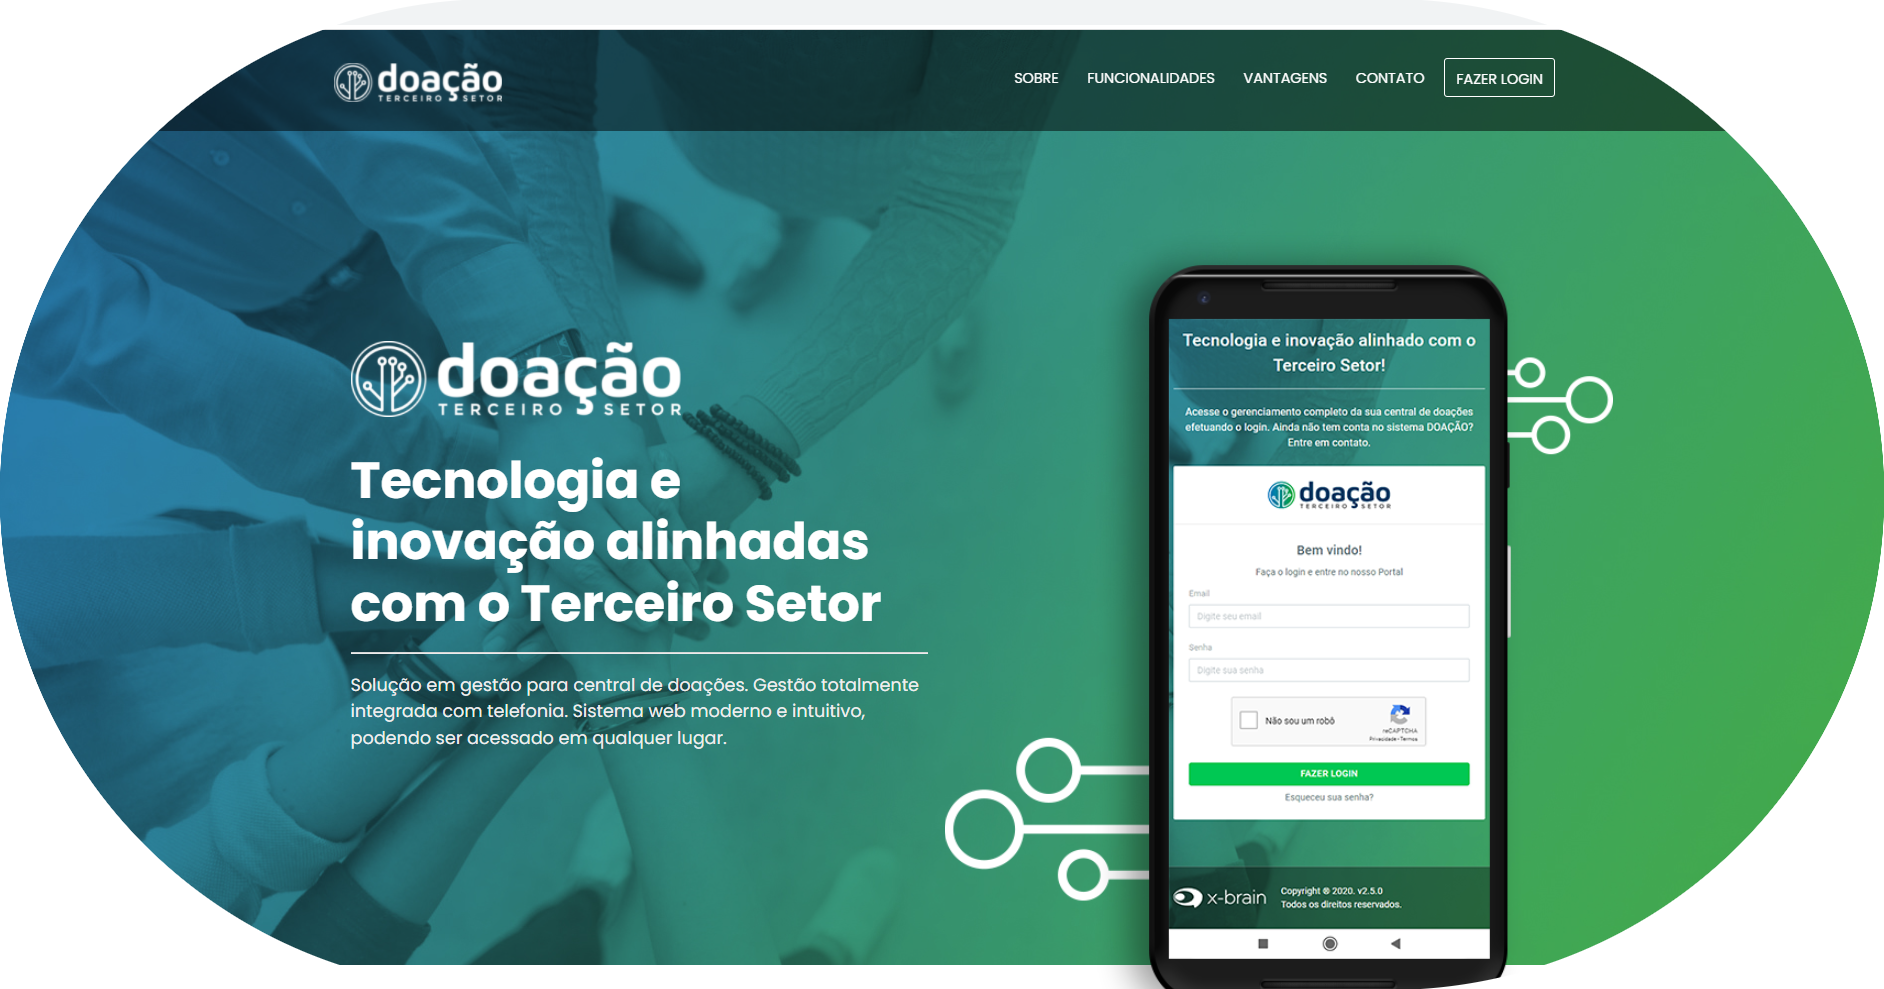 doação
TERCEIRO SETOR
SOBRE FUNCIONALIDADES VANTAGENS CONTATO FAZER LOGIN
doação
TERCEIRO SETOR
Tecnologia e
inovação alinhadas
com o Terceiro Setor
Solução em gestão para central de doações. Gestão totalmente
integrada com telefonia. Sistema web moderno e intuitivo,
podendo ser acessado em qualquer lugar.
Tecnologia e inovação alinhado com o
Terceiro Setor!
Acesse o gerenciamento completo da sua central de doações
efetuando o login. Ainda não tem conta no sistema DOAÇÃO?
Entre em contato.
doação
TERCEIRO SETOR
Bem vindo!
Faça o login e entre no nosso Portal
Email
Digite seu email
Senha
Digite sua senha
Não sou um robô
reCAPTCHA
Privacidade - Termos
FAZER LOGIN
Esqueceu sua senha?
x-brain
Copyright ® 2020. v2.5.0
Todos os direitos reservados.